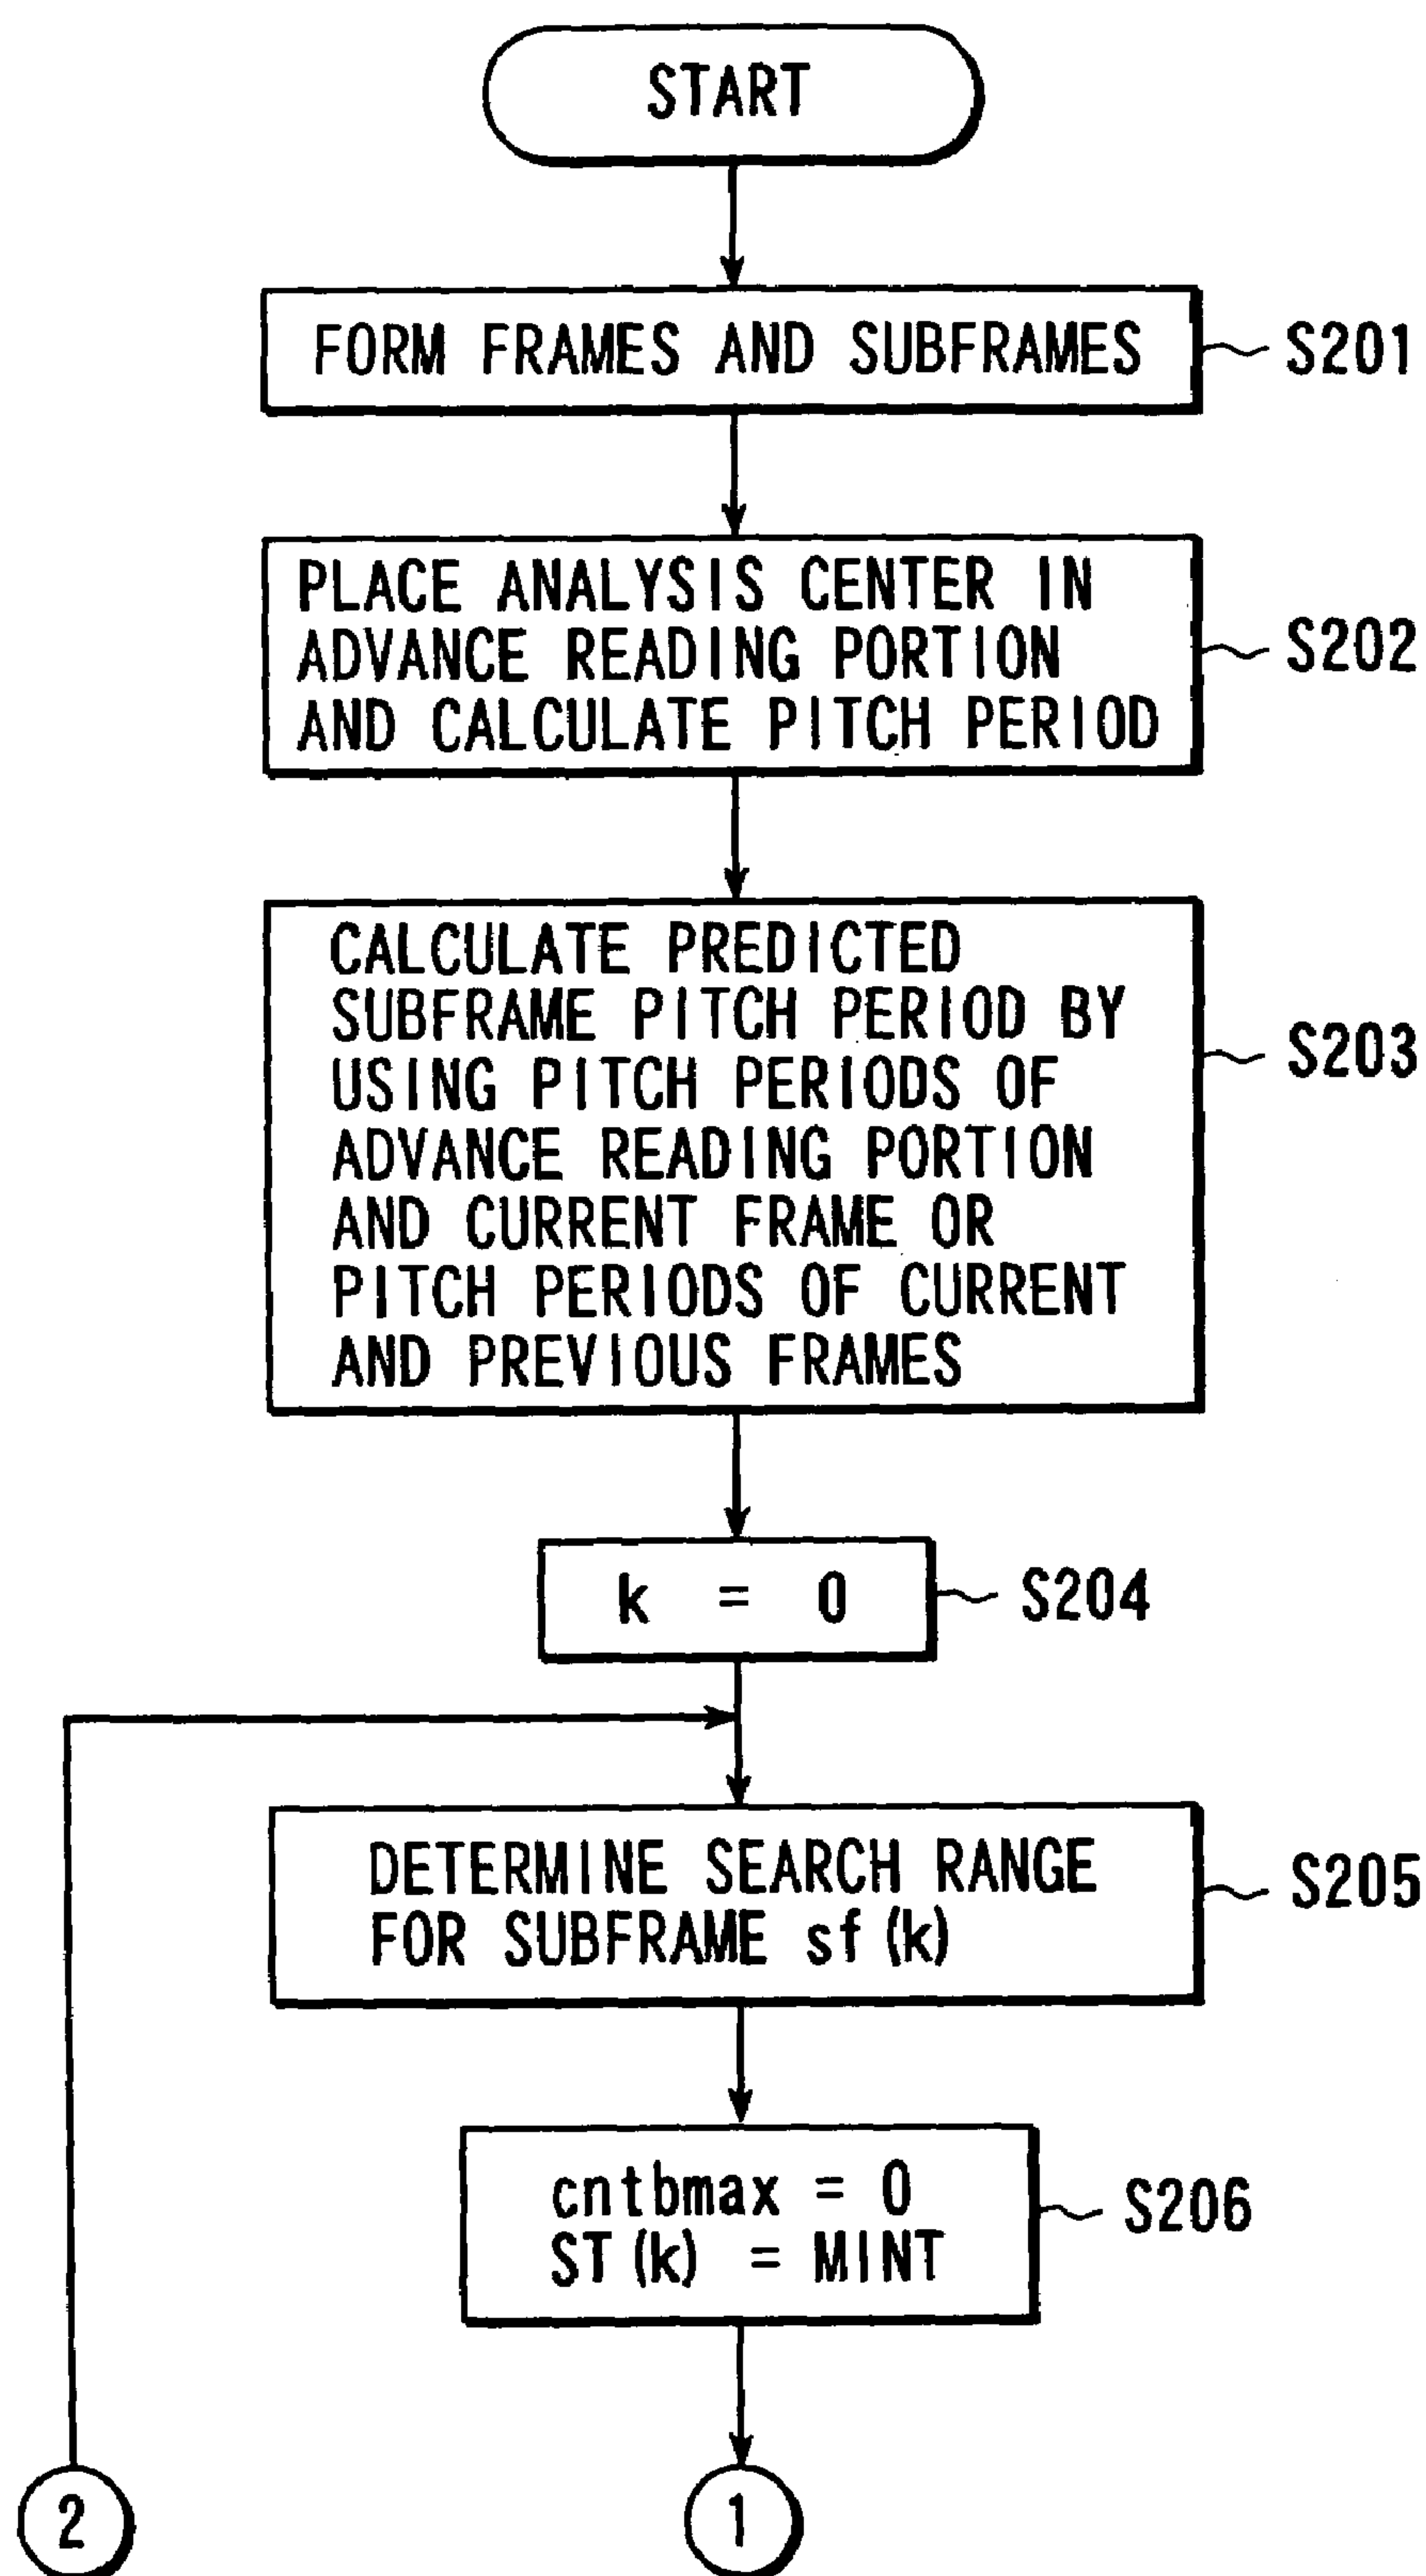 START
FORM FRAMES AND SUBFRAMES
S201
PLACE ANALYSIS CENTER IN
ADVANCE READING PORTION
AND CALCULATE PITCH PERIOD
S202
CALCULATE PREDICTED
SUBFRAME PITCH PERIOD BY
USING PITCH PERIODS OF
ADVANCE READING PORTION
AND CURRENT FRAME OR
PITCH PERIODS OF CURRENT
AND PREVIOUS FRAMES
S203
k = 0
S204
DETERMINE SEARCH RANGE
FOR SUBFRAME sf(k)
S205
cntbmax = 0
ST(k) = MINT
S206
2
1